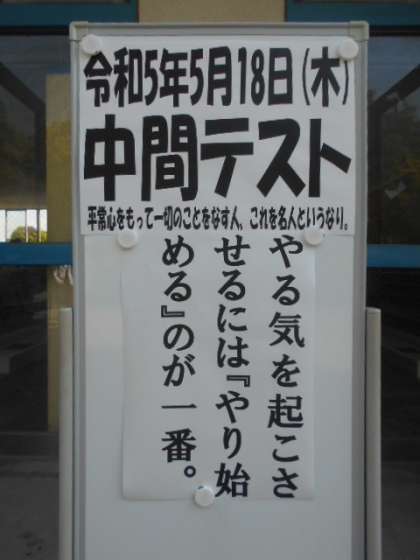 令和5年5月18日(木)
中間テスト
平常心をもって一切のことをなす人、これを名人というなり。
やる気を起こさ
せるには『やり始
める』のが一番。